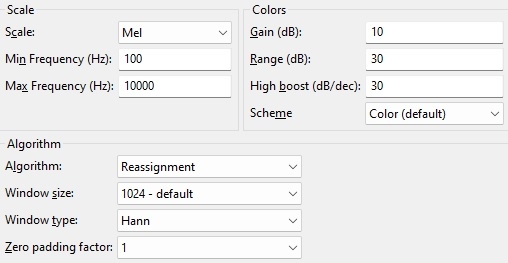 Scale
Scale: Mel
Min Frequency (Hz): 100
Max Frequency (Hz): 10000
Colors
Gain (dB): 10
Range (dB): 30
High boost (dB/dec): 30
Scheme Color (default)
Algorithm
Algorithm: Reassignment
Window size: 1024 - default
Window type: Hann
Zero padding factor: 1